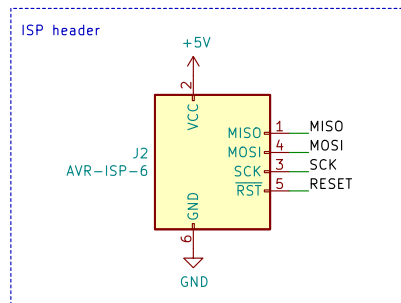 ISP header
+5V
2
VCC
MISO 1 MISO
J2
MOSI 4 MOSI
AVR-ISP-6
SCK 3 SCK
RST 5 RESET
GND
6
GND